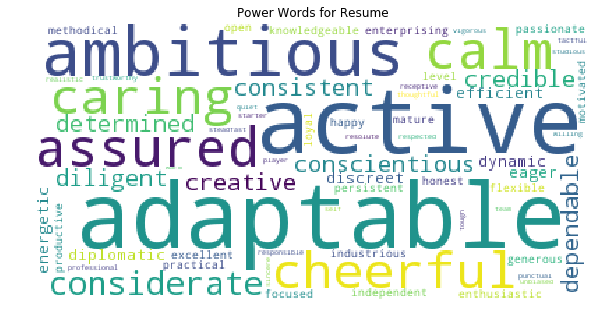 Power Words for Resume
methodical
open
knowledgeable
enterprising
vigorous
passionate
tactful
studious
ambitious
calm
realistic
trustworthy
consistent
receptive
thoughtful
level
credible
efficient
motivated
caring
quiet
starter
active
determined
steadfast
loyal
happy
mature
resolute
respected
willing
assured
player
conscientious
dynamic
diligent
creative
discreet
honest
eager
persistent
flexible
dependable
energetic
productive
adaptable
tough
team
diplomatic
excellent
responsible
industrious
generous
practical
professional
sincere
cheerful
punctual
considerate
focused
independent
enthusiastic